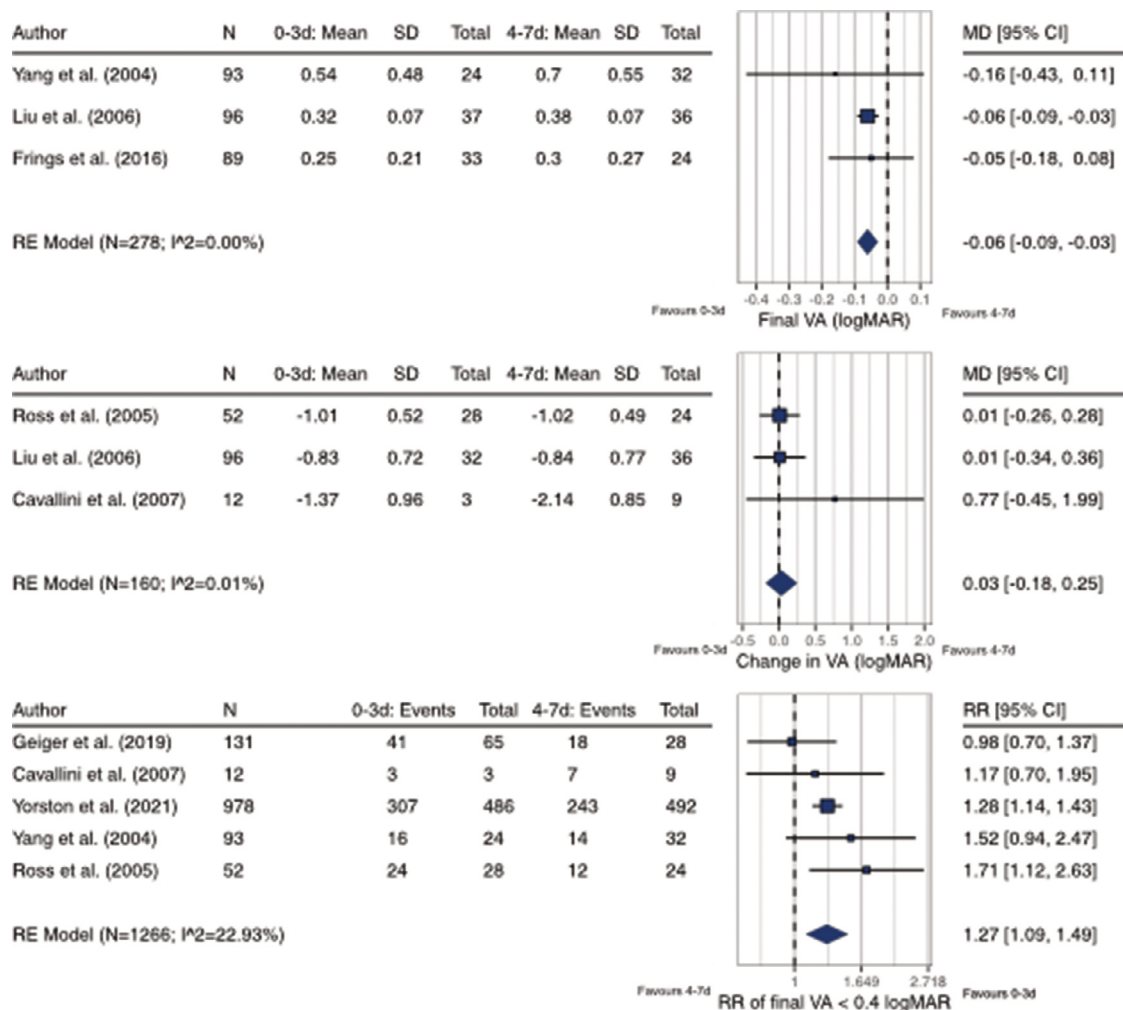 Author N 0-3d: Mean SD Total 4-7d: Mean SD Total MD [95% CI]
Yang et al. (2004) 93 0.54 0.48 24 0.7 0.55 32 -0.16 [-0.43, 0.11]
Liu et al. (2006) 96 0.32 0.07 37 0.38 0.07 36 -0.06 [-0.09, -0.03]
Frings et al. (2016) 89 0.25 0.21 33 0.3 0.27 24 -0.05 [-0.18, 0.08]
RE Model (N=278; I^2=0.00%) -0.06 [-0.09, -0.03]
-0.4 -0.3 -0.2 -0.1 0.0 0.1
Favours 0-3d Final VA (logMAR) Favours 4-7d
Author N 0-3d: Mean SD Total 4-7d: Mean SD Total MD [95% CI]
Ross et al. (2005) 52 -1.01 0.52 28 -1.02 0.49 24 0.01 [-0.26, 0.28]
Liu et al. (2006) 96 -0.83 0.72 32 -0.84 0.77 36 0.01 [-0.34, 0.36]
Cavallini et al. (2007) 12 -1.37 0.96 3 -2.14 0.85 9 0.77 [-0.45, 1.99]
RE Model (N=160; I^2=0.01%) 0.03 [-0.18, 0.25]
-0.5 0.0 0.5 1.0 1.5 2.0
Favours 0-3d Change in VA (logMAR) Favours 4-7d
Author N 0-3d: Events Total 4-7d: Events Total RR [95% CI]
Geiger et al. (2019) 131 41 65 18 28 0.98 [0.70, 1.37]
Cavallini et al. (2007) 12 3 3 7 9 1.17 [0.70, 1.95]
Yorston et al. (2021) 978 307 486 243 492 1.28 [1.14, 1.43]
Yang et al. (2004) 93 16 24 14 32 1.52 [0.94, 2.47]
Ross et al. (2005) 52 24 28 12 24 1.71 [1.12, 2.63]
RE Model (N=1266; I^2=22.93%) 1.27 [1.09, 1.49]
1 1.649 2.718
Favours 4-7d RR of final VA < 0.4 logMAR Favours 0-3d